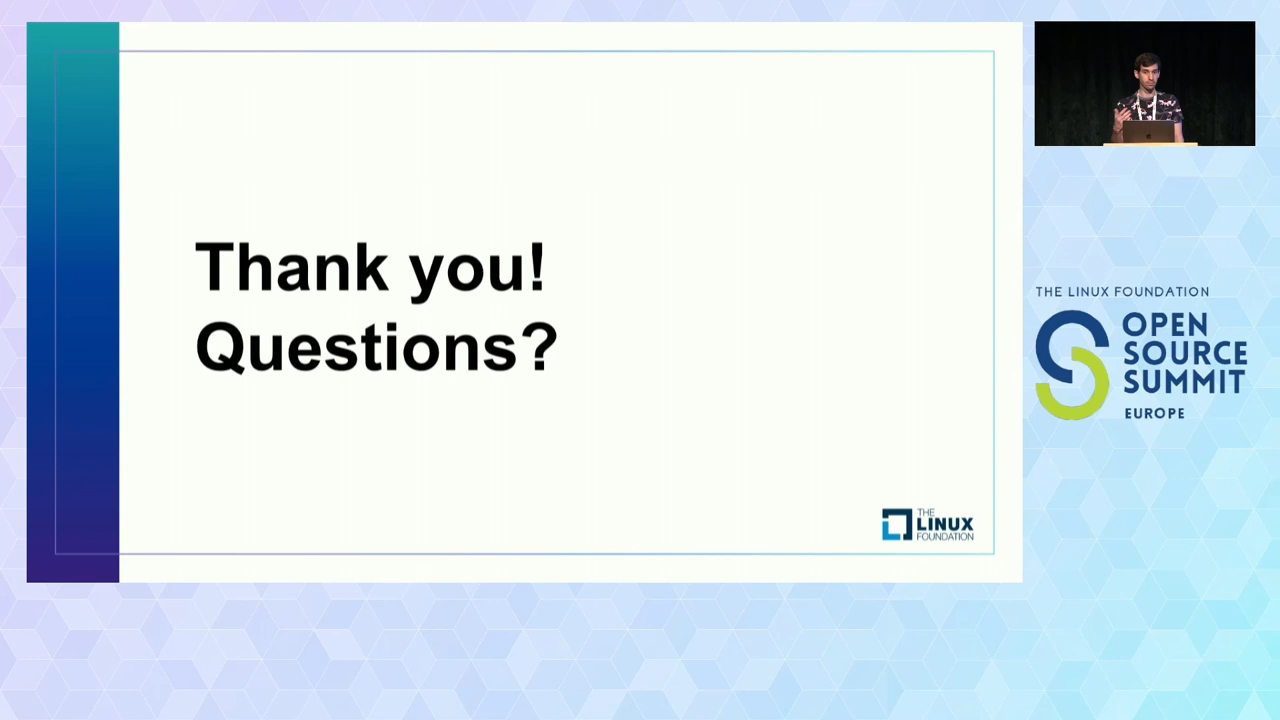 Thank you!
Questions?
THE
LINUX
FOUNDATION
THE LINUX FOUNDATION
OPEN
SOURCE
SUMMIT
EUROPE